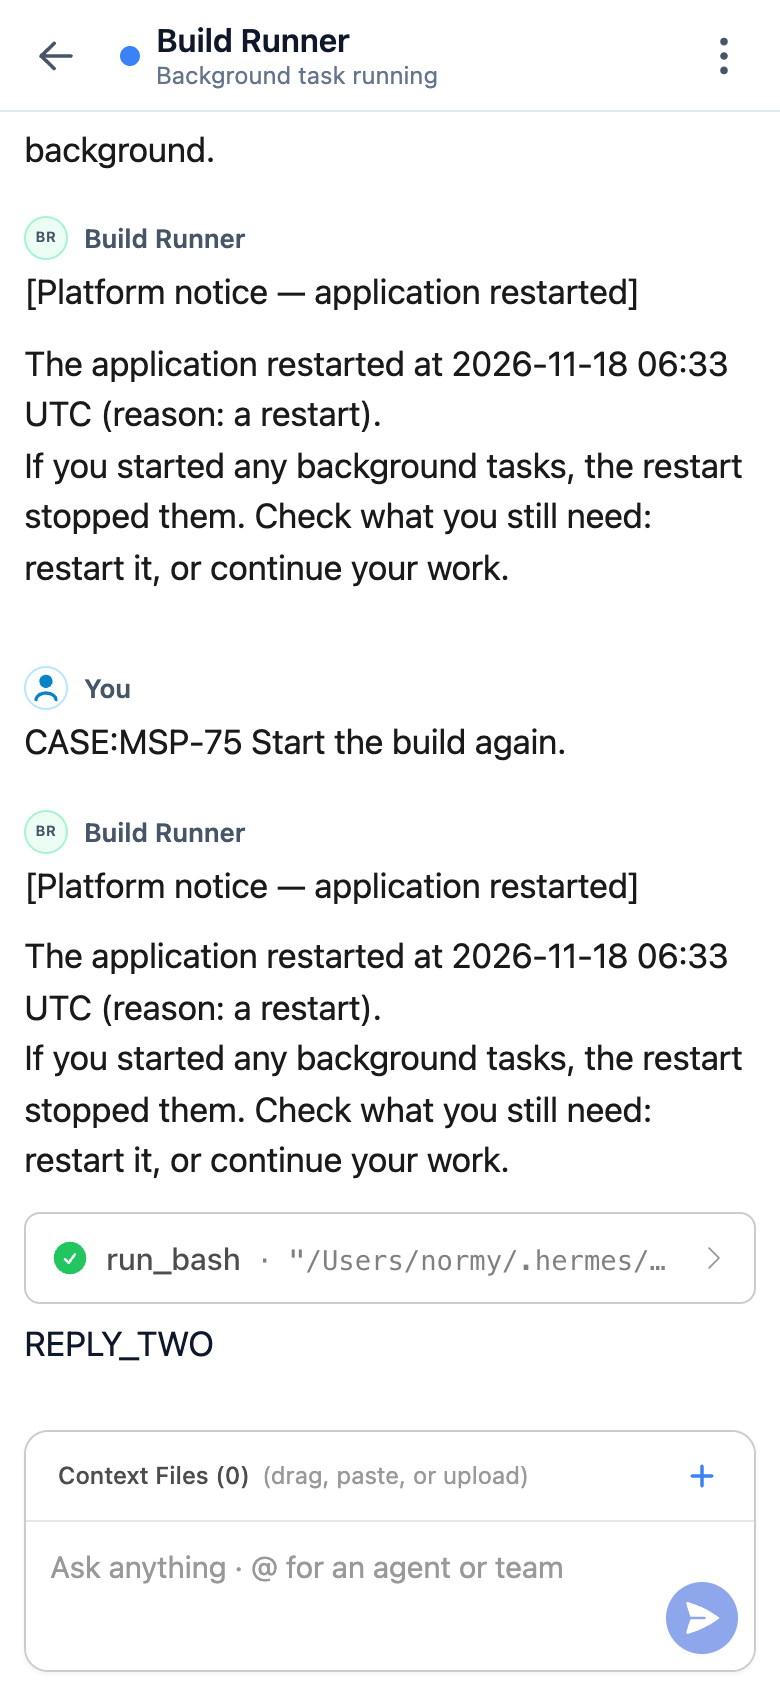 Build Runner
Background task running
background.
BR Build Runner
[Platform notice — application restarted]
The application restarted at 2026-11-18 06:33
UTC (reason: a restart).
If you started any background tasks, the restart
stopped them. Check what you still need:
restart it, or continue your work.
You
CASE:MSP-75 Start the build again.
BR Build Runner
[Platform notice — application restarted]
The application restarted at 2026-11-18 06:33
UTC (reason: a restart).
If you started any background tasks, the restart
stopped them. Check what you still need:
restart it, or continue your work.
run_bash · "/Users/normy/.hermes/…
REPLY_TWO
Context Files (0) (drag, paste, or upload)
Ask anything · @ for an agent or team